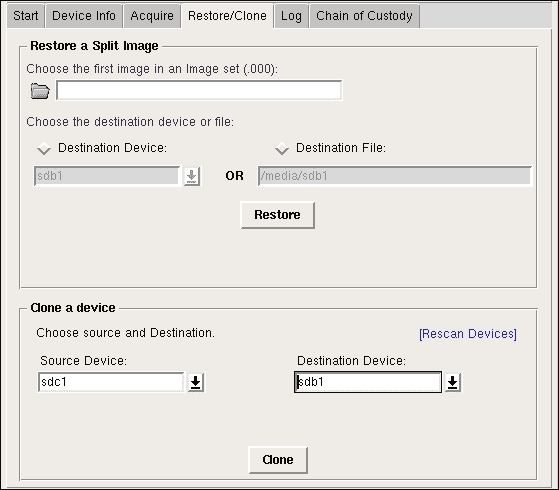 Start Device Info Acquire Restore/Clone Log Chain of Custody
Restore a Split Image
Choose the first image in an Image set (.000):
Choose the destination device or file:
Destination Device: Destination File:
sdb1 OR /media/sdb1
Restore
Clone a device
Choose source and Destination. [Rescan Devices]
Source Device: Destination Device:
sdc1 sdb1
Clone